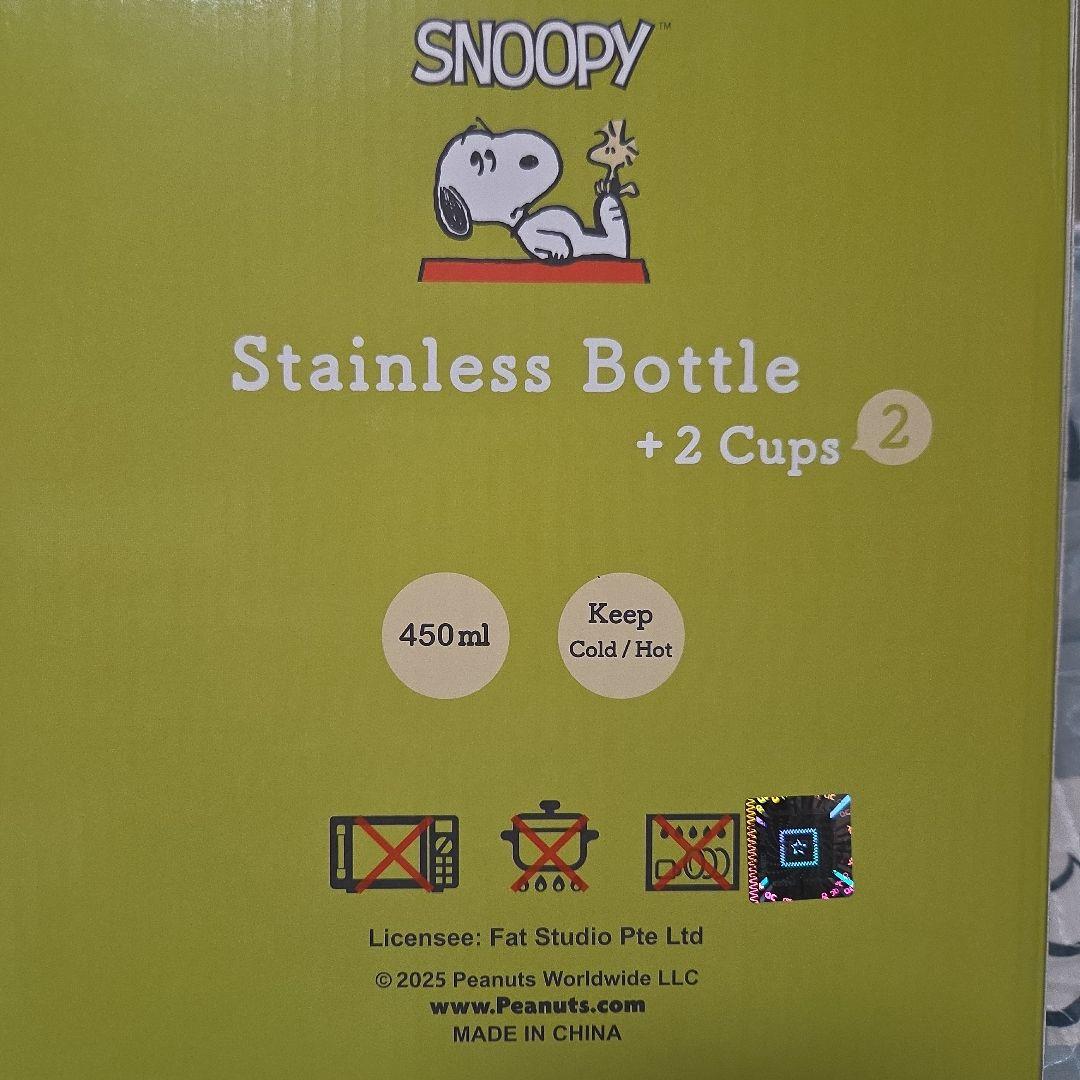 SNOOPY™
Stainless Bottle
+ 2 Cups 2
450ml
Keep
Cold / Hot
Licensee: Fat Studio Pte Ltd
© 2025 Peanuts Worldwide LLC
www.Peanuts.com
MADE IN CHINA